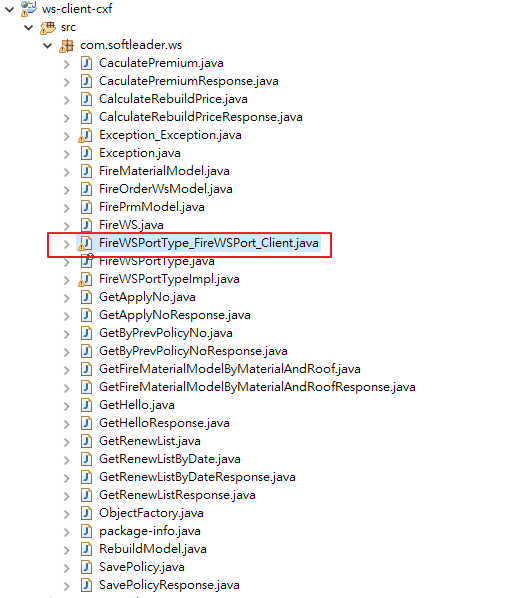 ws-client-cxf
src
com.softleader.ws
CaculatePremium.java
CaculatePremiumResponse.java
CalculateRebuildPrice.java
CalculateRebuildPriceResponse.java
Exception_Exception.java
Exception.java
FireMaterialModel.java
FireOrderWsModel.java
FirePrmModel.java
FireWS.java
FireWSPortType_FireWSPort_Client.java
FireWSPortType.java
FireWSPortTypeImpl.java
GetApplyNo.java
GetApplyNoResponse.java
GetByPrevPolicyNo.java
GetByPrevPolicyNoResponse.java
GetFireMaterialModelByMaterialAndRoof.java
GetFireMaterialModelByMaterialAndRoofResponse.java
GetHello.java
GetHelloResponse.java
GetRenewList.java
GetRenewListByDate.java
GetRenewListByDateResponse.java
GetRenewListResponse.java
ObjectFactory.java
package-info.java
RebuildModel.java
SavePolicy.java
SavePolicyResponse.java